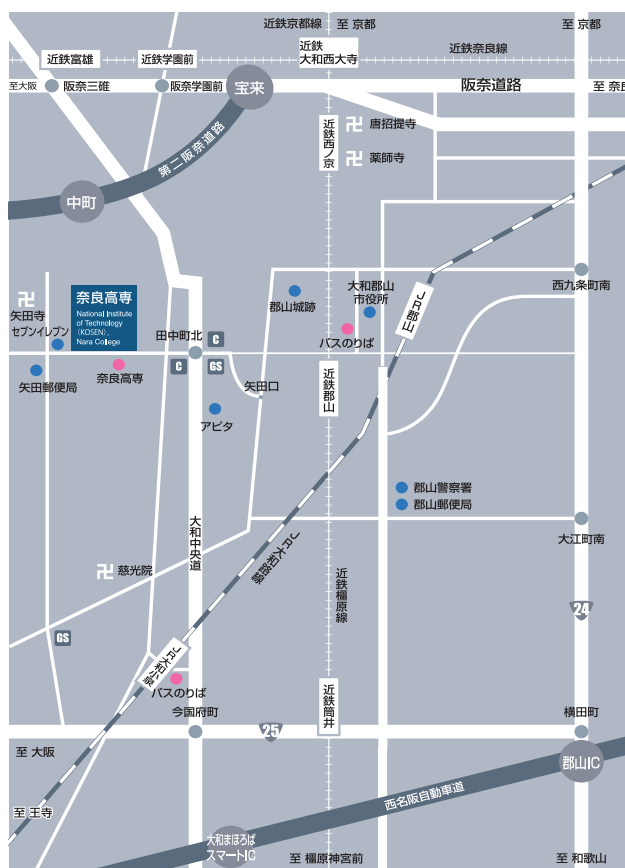 近鉄京都線
至 京都
至 京都
近鉄富雄
近鉄学園前
近鉄
大和西大寺
近鉄奈良線
至大阪
阪奈三碓
阪奈学園前
宝来
阪奈道路
至 奈良
近鉄西ノ京
唐招提寺
薬師寺
第二阪奈道路
中町
西九条町南
矢田寺
セブンイレブン
奈良高専
National Institute
of Technology
(KOSEN),
Nara College
郡山城跡
大和郡山
市役所
JR郡山
バスのりば
田中町北
C
C
GS
矢田郵便局
奈良高専
矢田口
近鉄郡山
アピタ
郡山警察署
郡山郵便局
大和中央道
JR大和路線
大江町南
慈光院
近鉄橿原線
24
GS
JR大和小泉
バスのりば
近鉄筒井
今国府町
25
横田町
至 大阪
郡山IC
西名阪自動車道
至 王寺
大和まほろば
スマートIC
至 橿原神宮前
至 和歌山